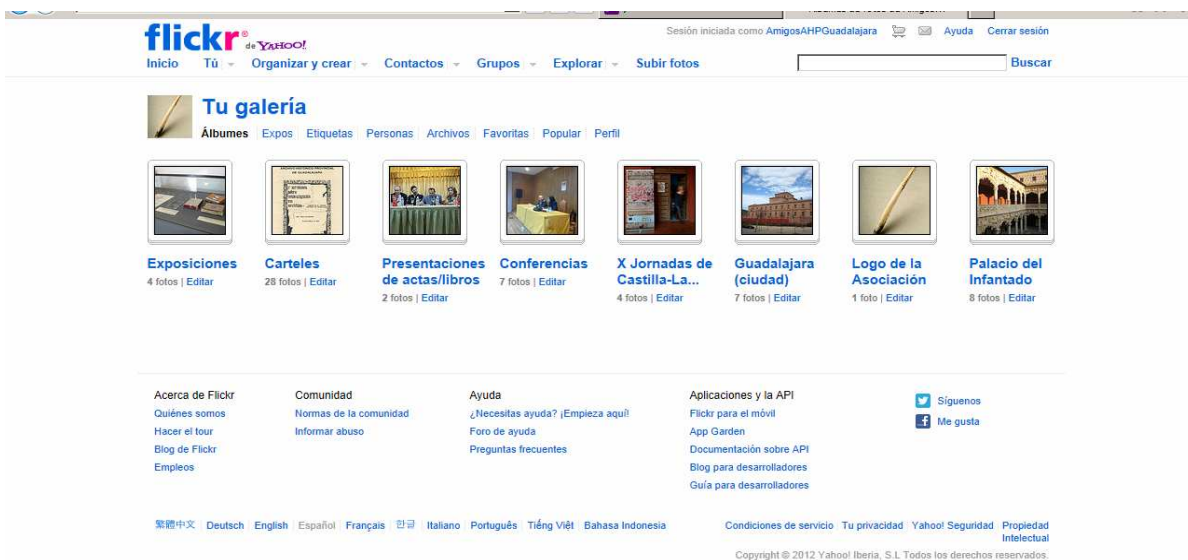 flickr® de YAHOO!
Sesión iniciada como AmigosAHPGuadalajara Ayuda Cerrar sesión
Inicio Tú Organizar y crear Contactos Grupos Explorar Subir fotos Buscar
Tu galería
Álbumes Expos Etiquetas Personas Archivos Favoritas Popular Perfil
Exposiciones
4 fotos | Editar
Carteles
28 fotos | Editar
Presentaciones
de actas/libros
2 fotos | Editar
Conferencias
7 fotos | Editar
X Jornadas de
Castilla-La...
4 fotos | Editar
Guadalajara
(ciudad)
7 fotos | Editar
Logo de la
Asociación
1 foto | Editar
Palacio del
Infantado
8 fotos | Editar
Acerca de Flickr
Quiénes somos
Hacer el tour
Blog de Flickr
Empleos
Comunidad
Normas de la comunidad
Informar abuso
Ayuda
¿Necesitas ayuda? ¡Empieza aquí!
Foro de ayuda
Preguntas frecuentes
Aplicaciones y la API
Flickr para el móvil
App Garden
Documentación sobre API
Blog para desarrolladores
Guía para desarrolladores
Síguenos
Me gusta
繁體中文 Deutsch English Español Français 한글 Italiano Português Tiếng Việt Bahasa Indonesia
Condiciones de servicio Tu privacidad Yahoo! Seguridad Propiedad
Intelectual
Copyright © 2012 Yahoo! Iberia, S.L Todos los derechos reservados.